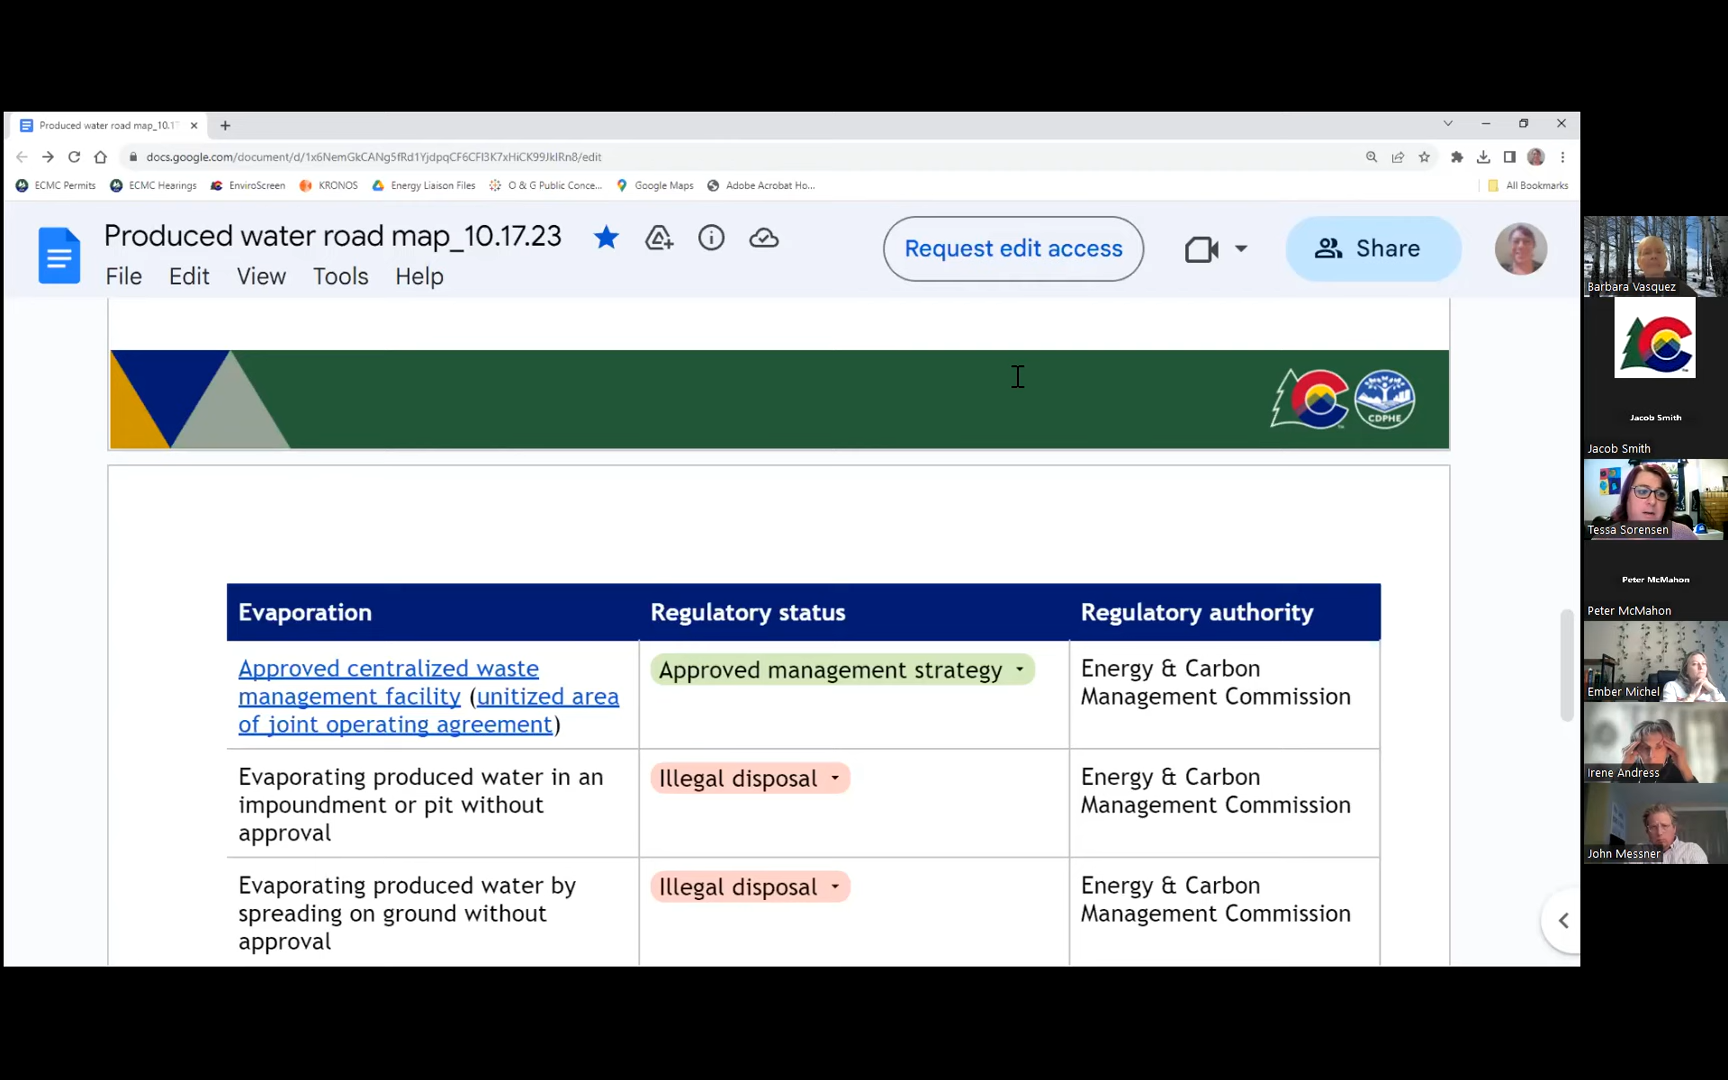 Produced water road map_10.1
docs.google.com/document/d/1x6NemGkCANg5fRd1YjdpqCF6CFl3K7xHiCK99JkIRn8/edit
ECMC Permits
ECMC Hearings
EnviroScreen
KRONOS
Energy Liaison Files
O & G Public Conce...
Google Maps
Adobe Acrobat Ho...
All Bookmarks
Produced water road map_10.17.23
File Edit View Tools Help
Request edit access
Share
CDPHE
Evaporation
Regulatory status
Regulatory authority
Approved centralized waste
management facility (unitized area
of joint operating agreement)
Approved management strategy
Energy & Carbon
Management Commission
Evaporating produced water in an
impoundment or pit without
approval
Illegal disposal
Energy & Carbon
Management Commission
Evaporating produced water by
spreading on ground without
approval
Illegal disposal
Energy & Carbon
Management Commission
Barbara Vasquez
Jacob Smith
Jacob Smith
Tessa Sorensen
Peter McMahon
Peter McMahon
Ember Michel
Irene Andress
John Messner